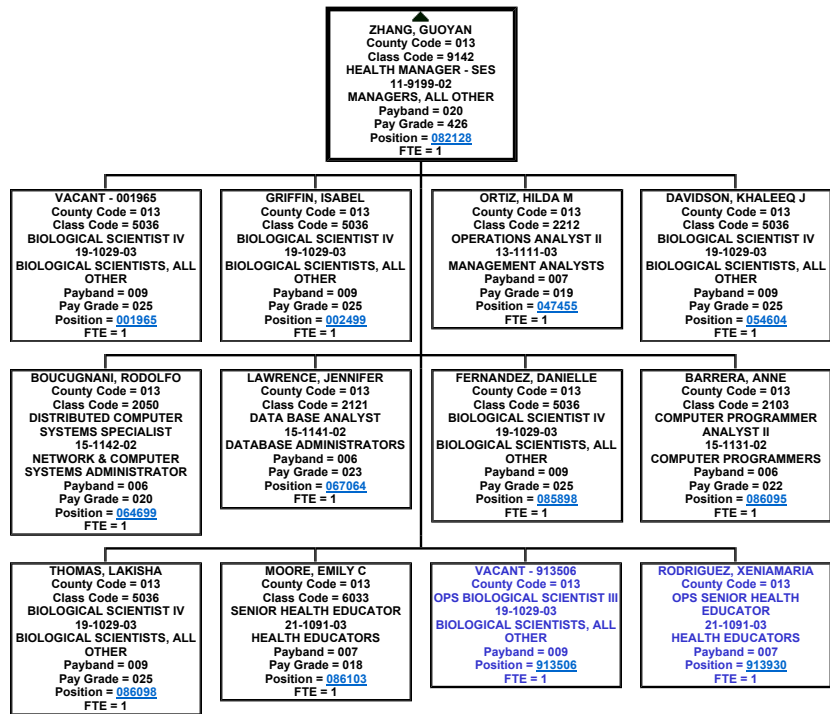 ZHANG, GUOYAN
County Code = 013
Class Code = 9142
HEALTH MANAGER - SES
11-9199-02
MANAGERS, ALL OTHER
Payband = 020
Pay Grade = 426
Position = 082128
FTE = 1
VACANT - 001965
County Code = 013
Class Code = 5036
BIOLOGICAL SCIENTIST IV
19-1029-03
BIOLOGICAL SCIENTISTS, ALL
OTHER
Payband = 009
Pay Grade = 025
Position = 001965
FTE = 1
GRIFFIN, ISABEL
County Code = 013
Class Code = 5036
BIOLOGICAL SCIENTIST IV
19-1029-03
BIOLOGICAL SCIENTISTS, ALL
OTHER
Payband = 009
Pay Grade = 025
Position = 002499
FTE = 1
ORTIZ, HILDA M
County Code = 013
Class Code = 2212
OPERATIONS ANALYST II
13-1111-03
MANAGEMENT ANALYSTS
Payband = 007
Pay Grade = 019
Position = 047455
FTE = 1
DAVIDSON, KHALEEQ J
County Code = 013
Class Code = 5036
BIOLOGICAL SCIENTIST IV
19-1029-03
BIOLOGICAL SCIENTISTS, ALL
OTHER
Payband = 009
Pay Grade = 025
Position = 054604
FTE = 1
BOUCUGNANI, RODOLFO
County Code = 013
Class Code = 2050
DISTRIBUTED COMPUTER
SYSTEMS SPECIALIST
15-1142-02
NETWORK & COMPUTER
SYSTEMS ADMINISTRATOR
Payband = 006
Pay Grade = 020
Position = 064699
FTE = 1
LAWRENCE, JENNIFER
County Code = 013
Class Code = 2121
DATA BASE ANALYST
15-1141-02
DATABASE ADMINISTRATORS
Payband = 006
Pay Grade = 023
Position = 067064
FTE = 1
FERNANDEZ, DANIELLE
County Code = 013
Class Code = 5036
BIOLOGICAL SCIENTIST IV
19-1029-03
BIOLOGICAL SCIENTISTS, ALL
OTHER
Payband = 009
Pay Grade = 025
Position = 085898
FTE = 1
BARRERA, ANNE
County Code = 013
Class Code = 2103
COMPUTER PROGRAMMER
ANALYST II
15-1131-02
COMPUTER PROGRAMMERS
Payband = 006
Pay Grade = 022
Position = 086095
FTE = 1
THOMAS, LAKISHA
County Code = 013
Class Code = 5036
BIOLOGICAL SCIENTIST IV
19-1029-03
BIOLOGICAL SCIENTISTS, ALL
OTHER
Payband = 009
Pay Grade = 025
Position = 086098
FTE = 1
MOORE, EMILY C
County Code = 013
Class Code = 6033
SENIOR HEALTH EDUCATOR
21-1091-03
HEALTH EDUCATORS
Payband = 007
Pay Grade = 018
Position = 086103
FTE = 1
VACANT - 913506
County Code = 013
OPS BIOLOGICAL SCIENTIST III
19-1029-03
BIOLOGICAL SCIENTISTS, ALL
OTHER
Payband = 009
Position = 913506
FTE = 1
RODRIGUEZ, XENIAMARIA
County Code = 013
OPS SENIOR HEALTH
EDUCATOR
21-1091-03
HEALTH EDUCATORS
Payband = 007
Position = 913930
FTE = 1